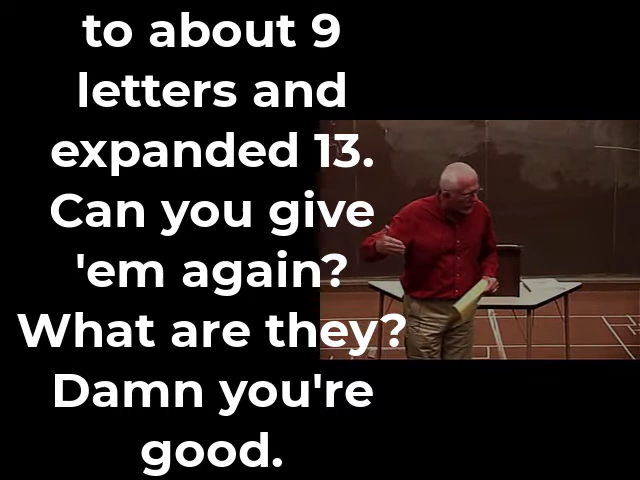 to about 9
letters and
expanded 13.
Can you give
'em again?
What are they?
Damn you're
good.